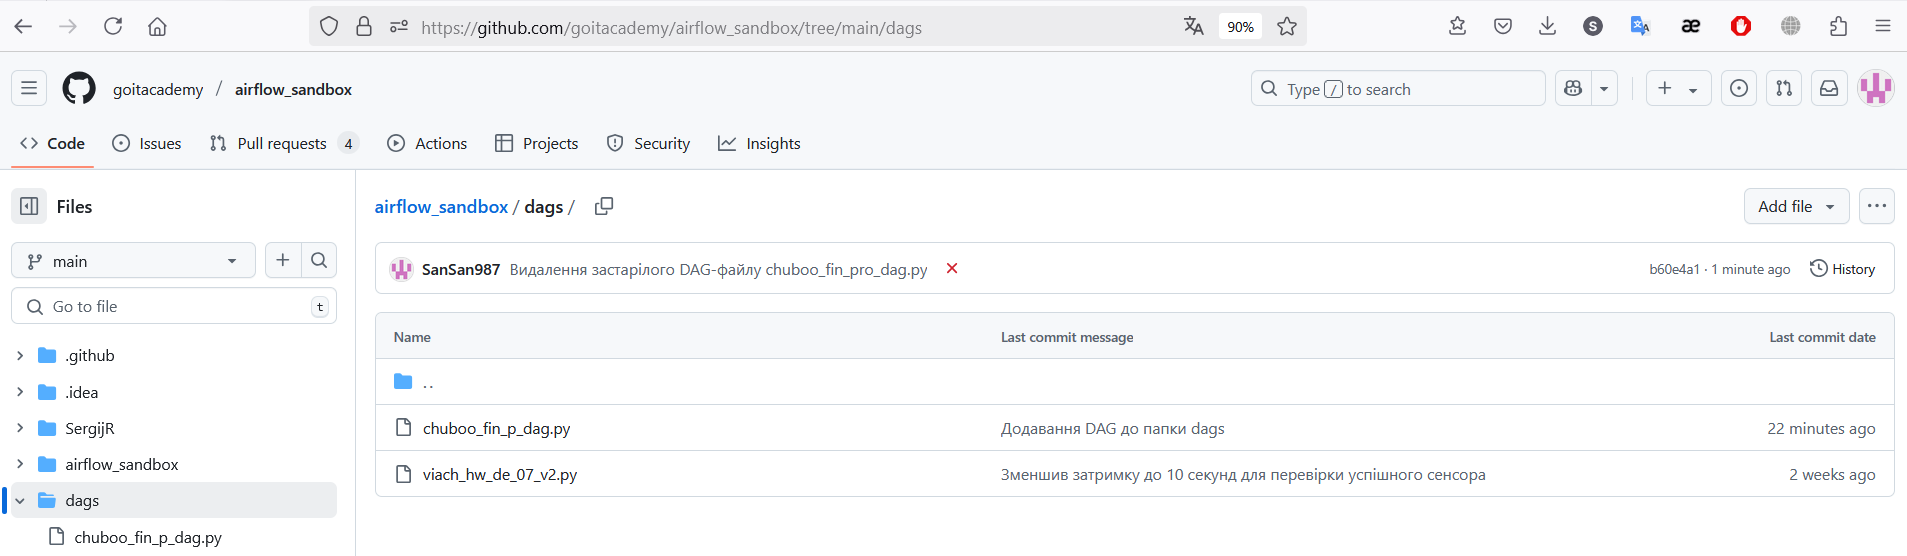 https://github.com/goitacademy/airflow_sandbox/tree/main/dags
90%
S
æ
goitacademy / airflow_sandbox
Type / to search
Code
Issues
Pull requests 4
Actions
Projects
Security
Insights
Files
main
Go to file
t
.github
.idea
SergijR
airflow_sandbox
dags
chuboo_fin_p_dag.py
airflow_sandbox / dags /
Add file
SanSan987 Видалення застарілого DAG-файлу chuboo_fin_pro_dag.py
b60e4a1 · 1 minute ago
History
Name Last commit message Last commit date
..
chuboo_fin_p_dag.py Додавання DAG до папки dags 22 minutes ago
viach_hw_de_07_v2.py Зменшив затримку до 10 секунд для перевірки успішного сенсора 2 weeks ago